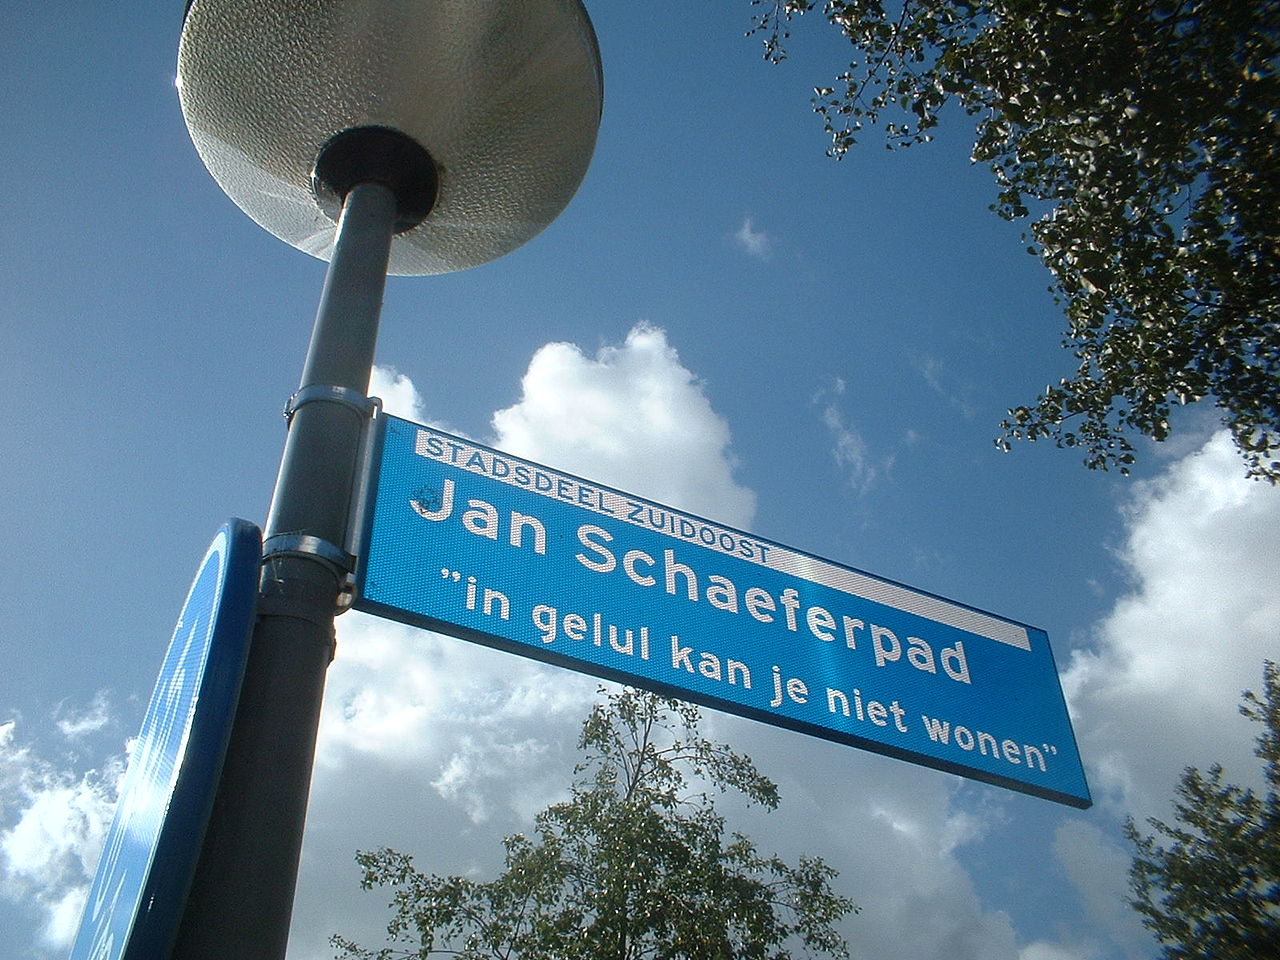 STADSDEEL ZUIDOOST
Jan Schaeferpad
”in gelul kan je niet wonen”